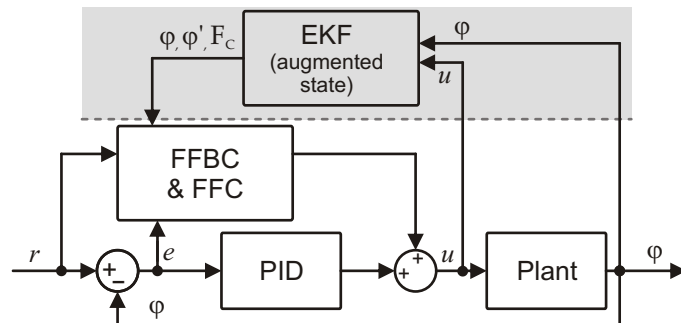 φ, φ', F_C
EKF
(augmented
state)
φ
u
FFBC
& FFC
r
+
−
e
PID
+
+
u
Plant
φ
φ